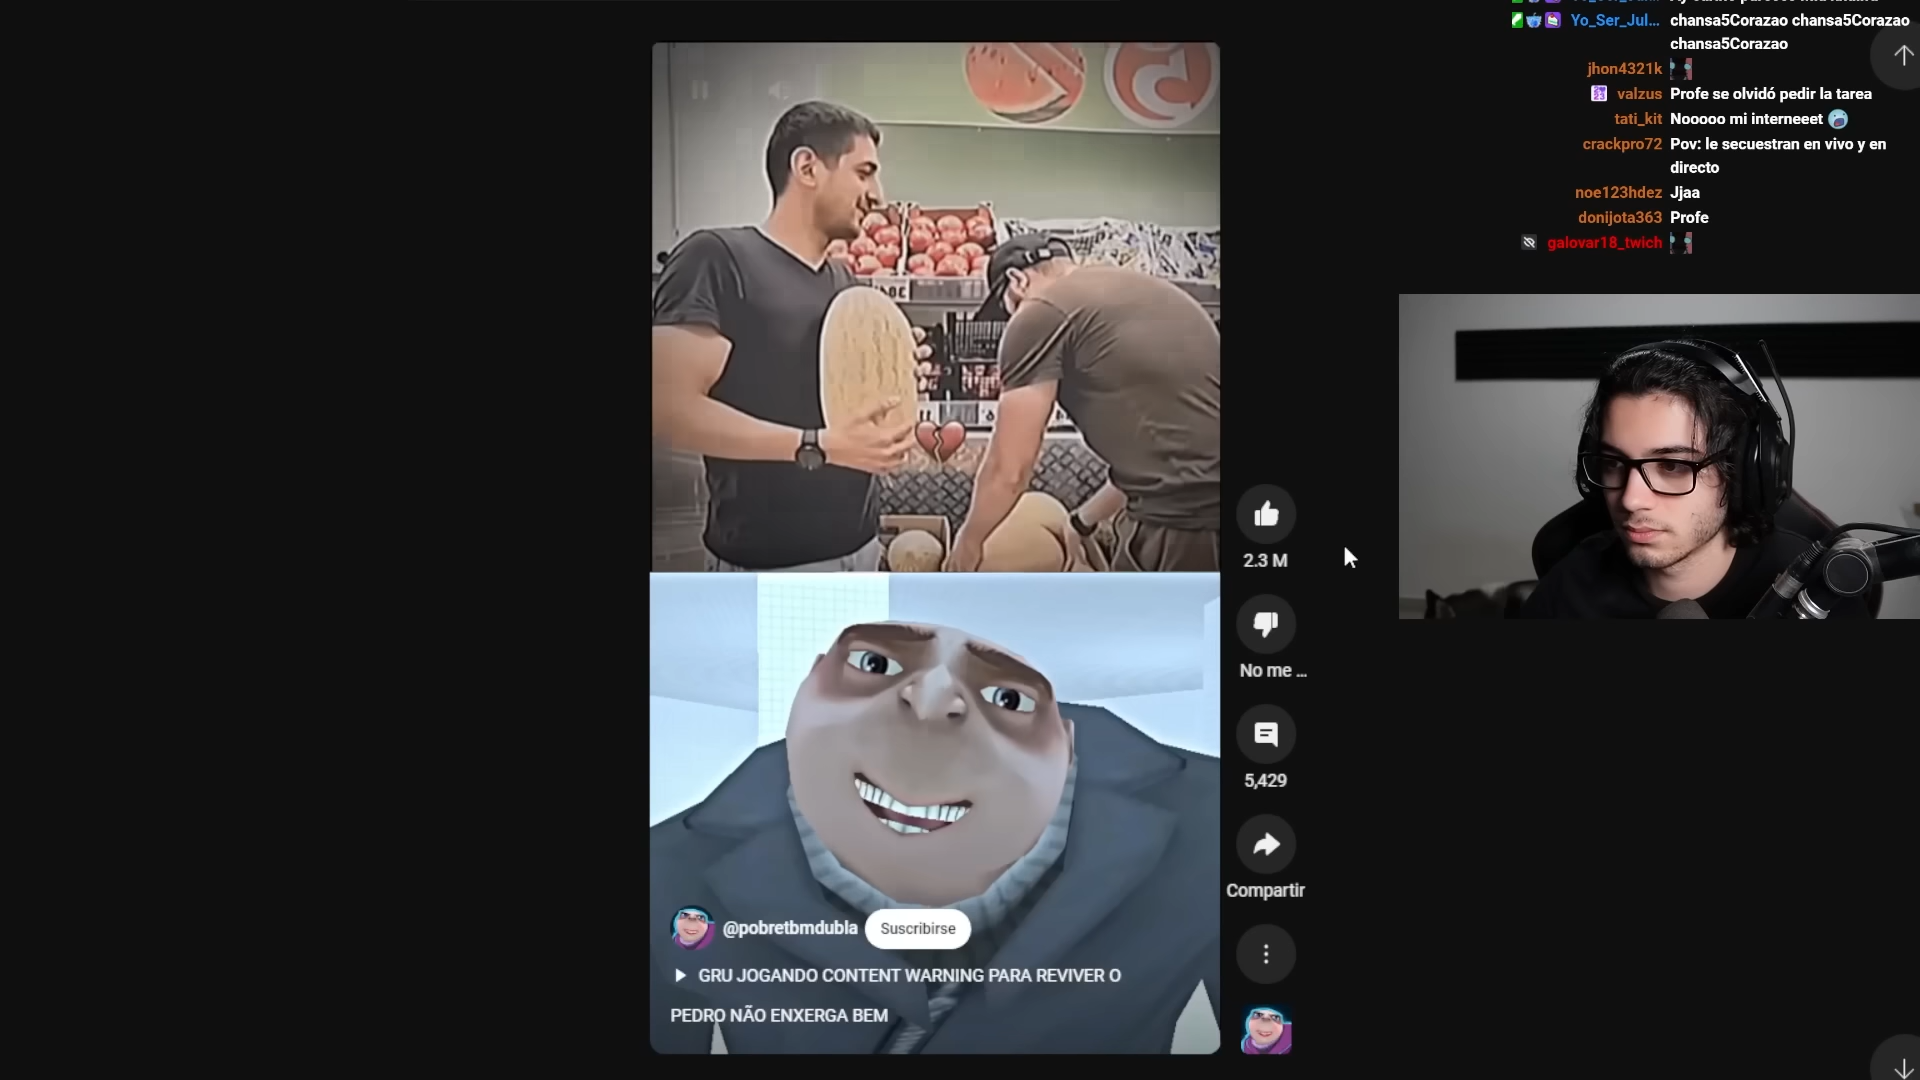 Yo_Ser_Jul... chansa5Corazao chansa5Corazao
chansa5Corazao
jhon4321k
valzus Profe se olvidó pedir la tarea
tati_kit Nooooo mi interneeet
crackpro72 Pov: le secuestran en vivo y en
directo
noe123hdez Jjaa
donijota363 Profe
galovar18_twich
2.3 M
No me ...
5,429
Compartir
@pobretbmdubla Suscribirse
GRU JOGANDO CONTENT WARNING PARA REVIVER O
PEDRO NÃO ENXERGA BEM